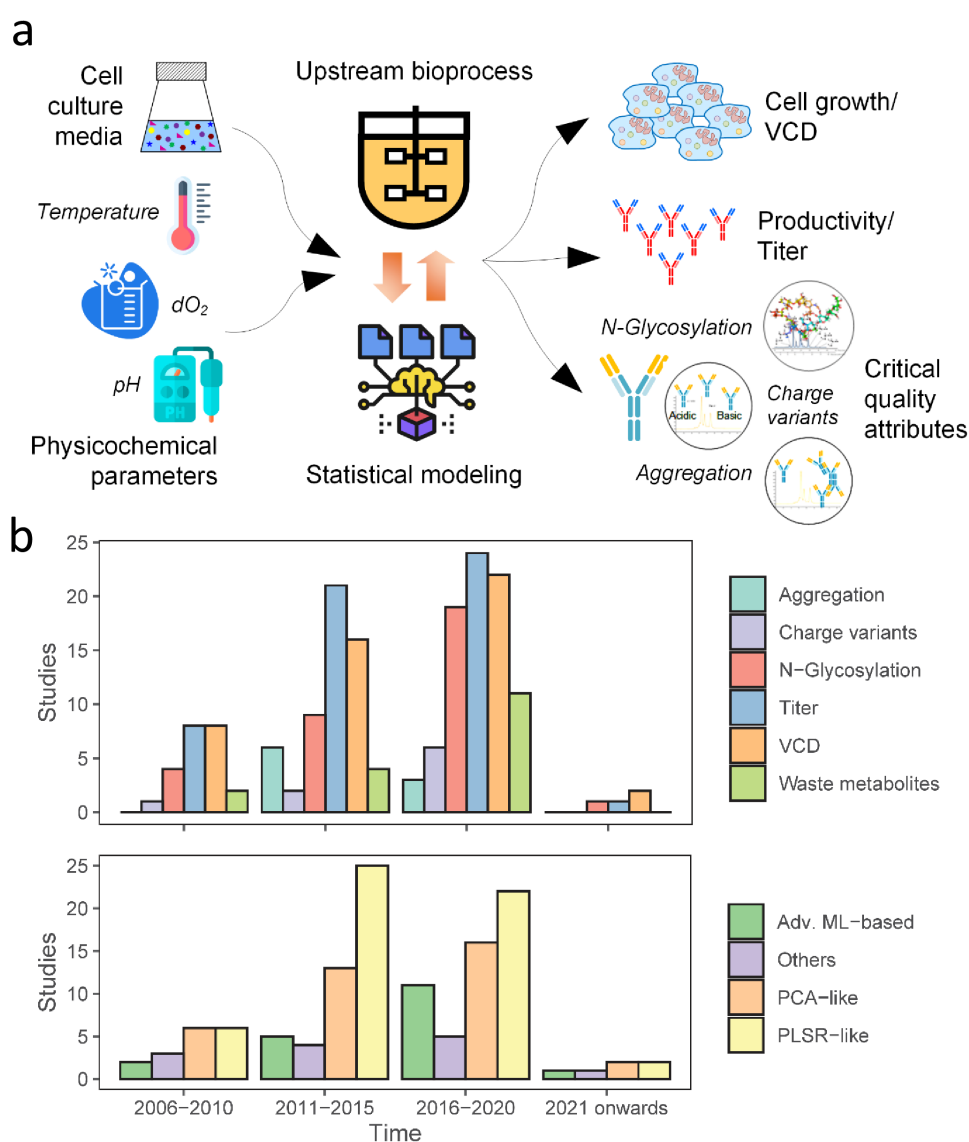 a
Cell
culture
media
Temperature
dO2
pH
PH
Physicochemical
parameters
Upstream bioprocess
Statistical modeling
Cell growth/
VCD
Productivity/
Titer
N-Glycosylation
Acidic
Basic
Charge
variants
Aggregation
Critical
quality
attributes
b
25
20
15
10
5
0
Studies
Aggregation
Charge variants
N−Glycosylation
Titer
VCD
Waste metabolites
25
20
15
10
5
0
Studies
2006−2010
2011−2015
2016−2020
2021 onwards
Time
Adv. ML−based
Others
PCA−like
PLSR−like